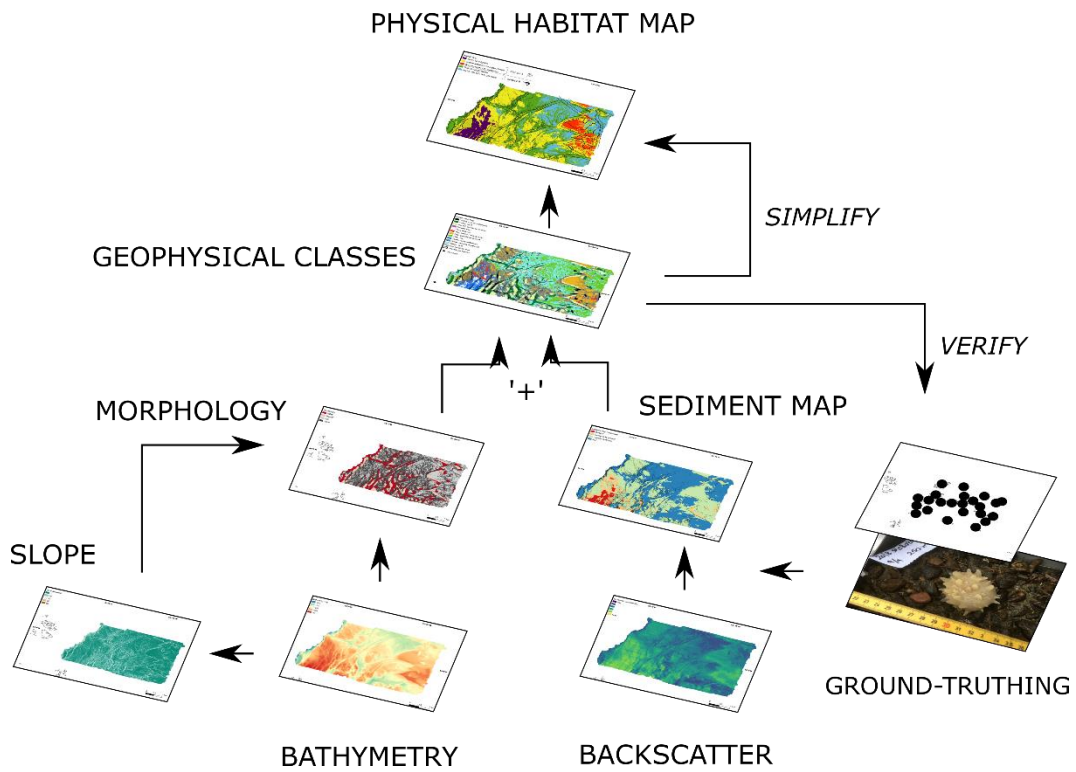 PHYSICAL HABITAT MAP
SIMPLIFY
GEOPHYSICAL CLASSES
VERIFY
'+'
MORPHOLOGY
SEDIMENT MAP
SLOPE
GROUND-TRUTHING
BATHYMETRY
BACKSCATTER